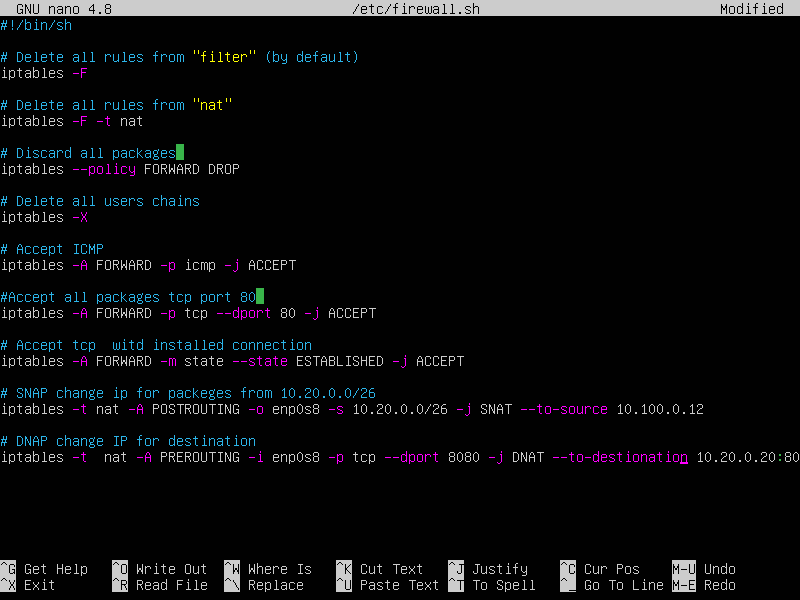 GNU nano 4.8 /etc/firewall.sh Modified
#!/bin/sh
# Delete all rules from "filter" (by default)
iptables -F
# Delete all rules from "nat"
iptables -F -t nat
# Discard all packages
iptables --policy FORWARD DROP
# Delete all users chains
iptables -X
# Accept ICMP
iptables -A FORWARD -p icmp -j ACCEPT
#Accept all packages tcp port 80
iptables -A FORWARD -p tcp --dport 80 -j ACCEPT
# Accept tcp  witd installed connection
iptables -A FORWARD -m state --state ESTABLISHED -j ACCEPT
# SNAP change ip for packeges from 10.20.0.0/26
iptables -t nat -A POSTROUTING -o enp0s8 -s 10.20.0.0/26 -j SNAT --to-source 10.100.0.12
# DNAP change IP for destination
iptables -t  nat -A PREROUTING -i enp0s8 -p tcp --dport 8080 -j DNAT --to-destionation 10.20.0.20:80
^G Get Help ^O Write Out ^W Where Is ^K Cut Text ^J Justify ^C Cur Pos M-U Undo
^X Exit ^R Read File ^\ Replace ^U Paste Text ^T To Spell ^_ Go To Line M-E Redo